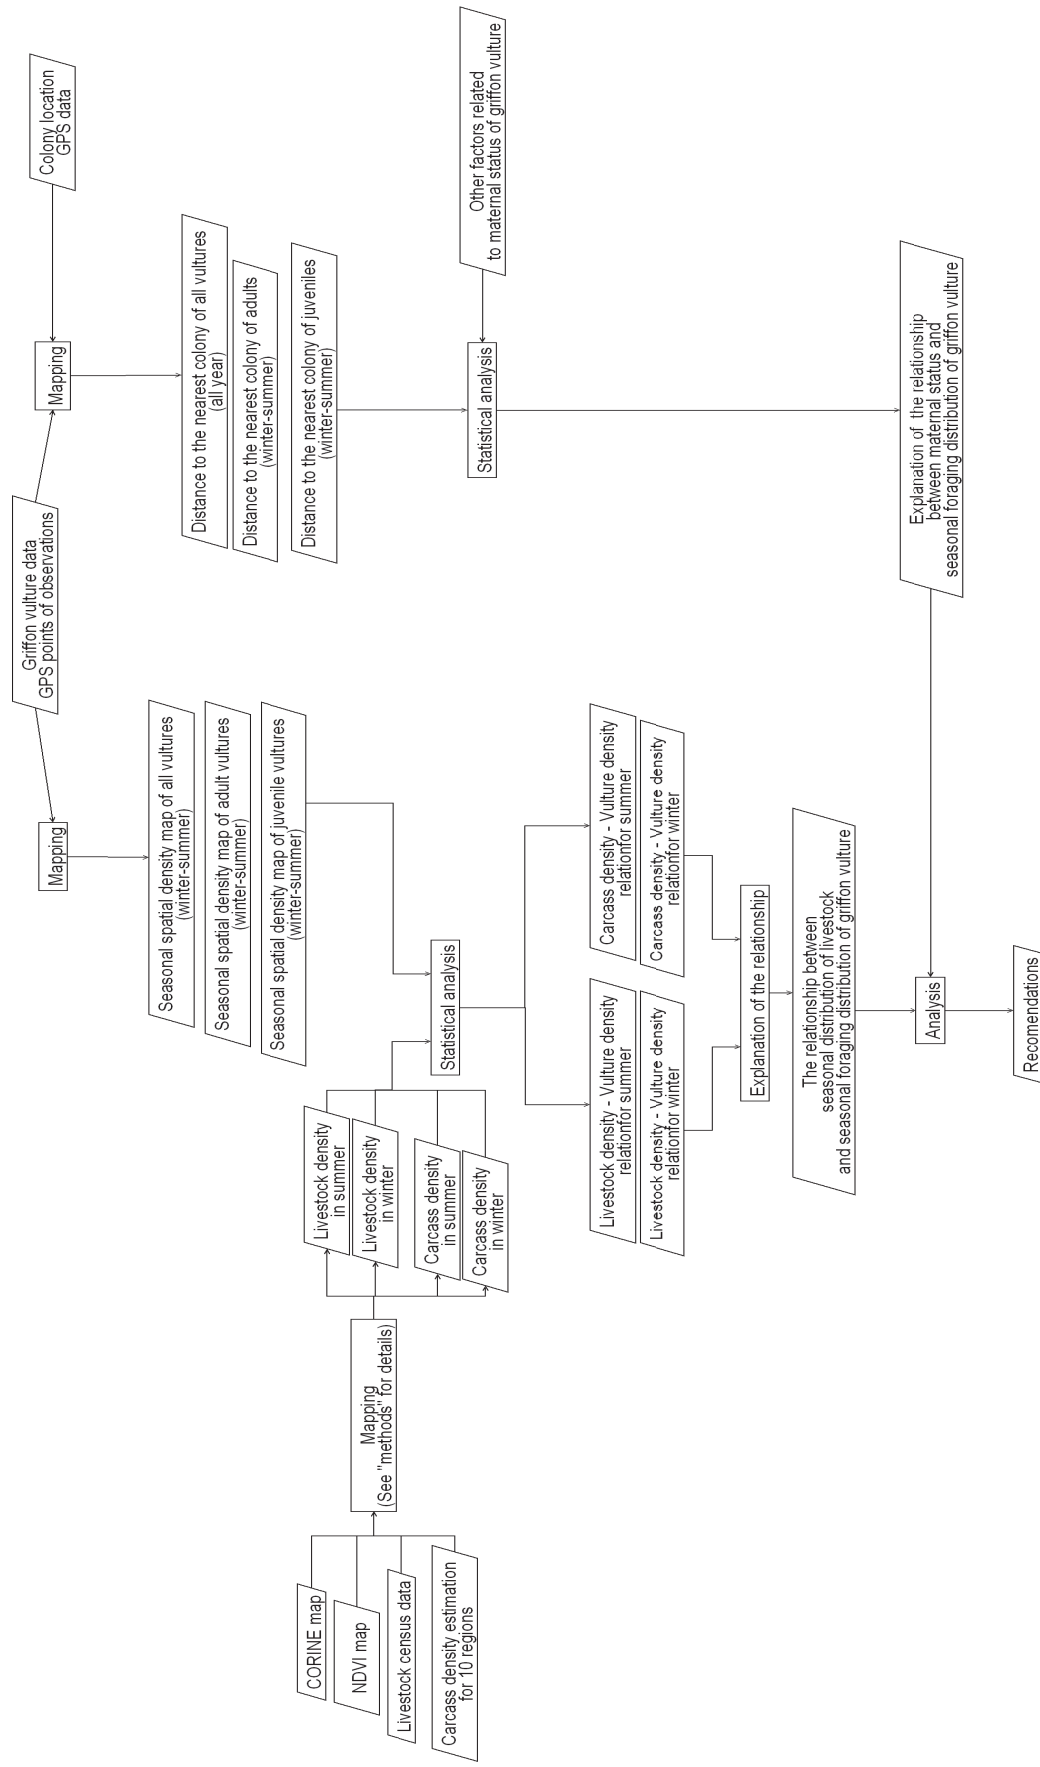 Griffon vulture data
GPS points of observations
Colony location
GPS data
Mapping
Mapping
Seasonal spatial density map of all vultures
(winter-summer)
Seasonal spatial density map of adult vultures
(winter-summer)
Seasonal spatial density map of juvenile vultures
(winter-summer)
Distance to the nearest colony of all vultures
(all year)
Distance to the nearest colony of adults
(winter-summer)
Distance to the nearest colony of juveniles
(winter-summer)
CORINE map
NDVI map
Livestock census data
Carcass density estimation
for 10 regions
Mapping
(See "methods" for details)
Livestock density
in summer
Livestock density
in winter
Carcass density
in summer
Carcass density
in winter
Statistical analysis
Other factors related
to maternal status of griffon vulture
Statistical analysis
Livestock density - Vulture density
relationfor summer
Livestock density - Vulture density
relationfor winter
Carcass density - Vulture density
relationfor summer
Carcass density - Vulture density
relationfor winter
Explanation of the relationship
The relationship between
seasonal distribution of livestock
and seasonal foraging distribution of griffon vulture
Explanation of the relationship
between maternal status and
seasonal foraging distribution of griffon vulture
Analysis
Recomendations